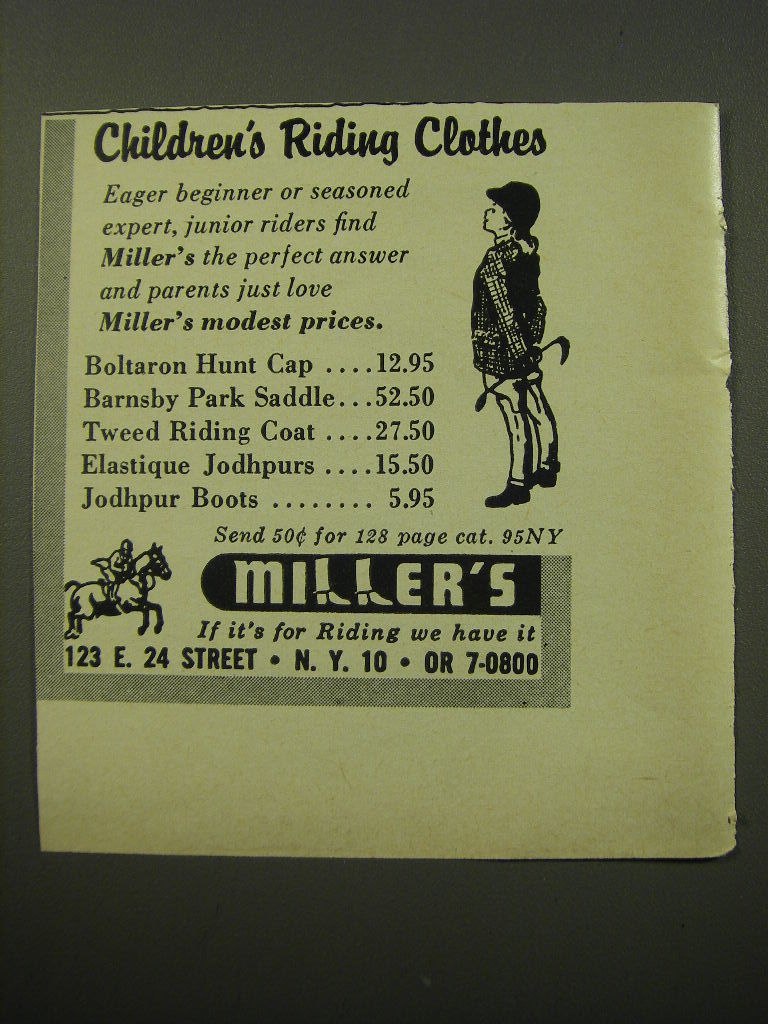 Children's Riding Clothes
Eager beginner or seasoned
expert, junior riders find
Miller's the perfect answer
and parents just love
Miller's modest prices.
Boltaron Hunt Cap ....12.95
Barnsby Park Saddle...52.50
Tweed Riding Coat ....27.50
Elastique Jodhpurs ....15.50
Jodhpur Boots ........ 5.95
Send 50¢ for 128 page cat. 95NY
MILLER'S
If it's for Riding we have it
123 E. 24 STREET • N. Y. 10 • OR 7-0800